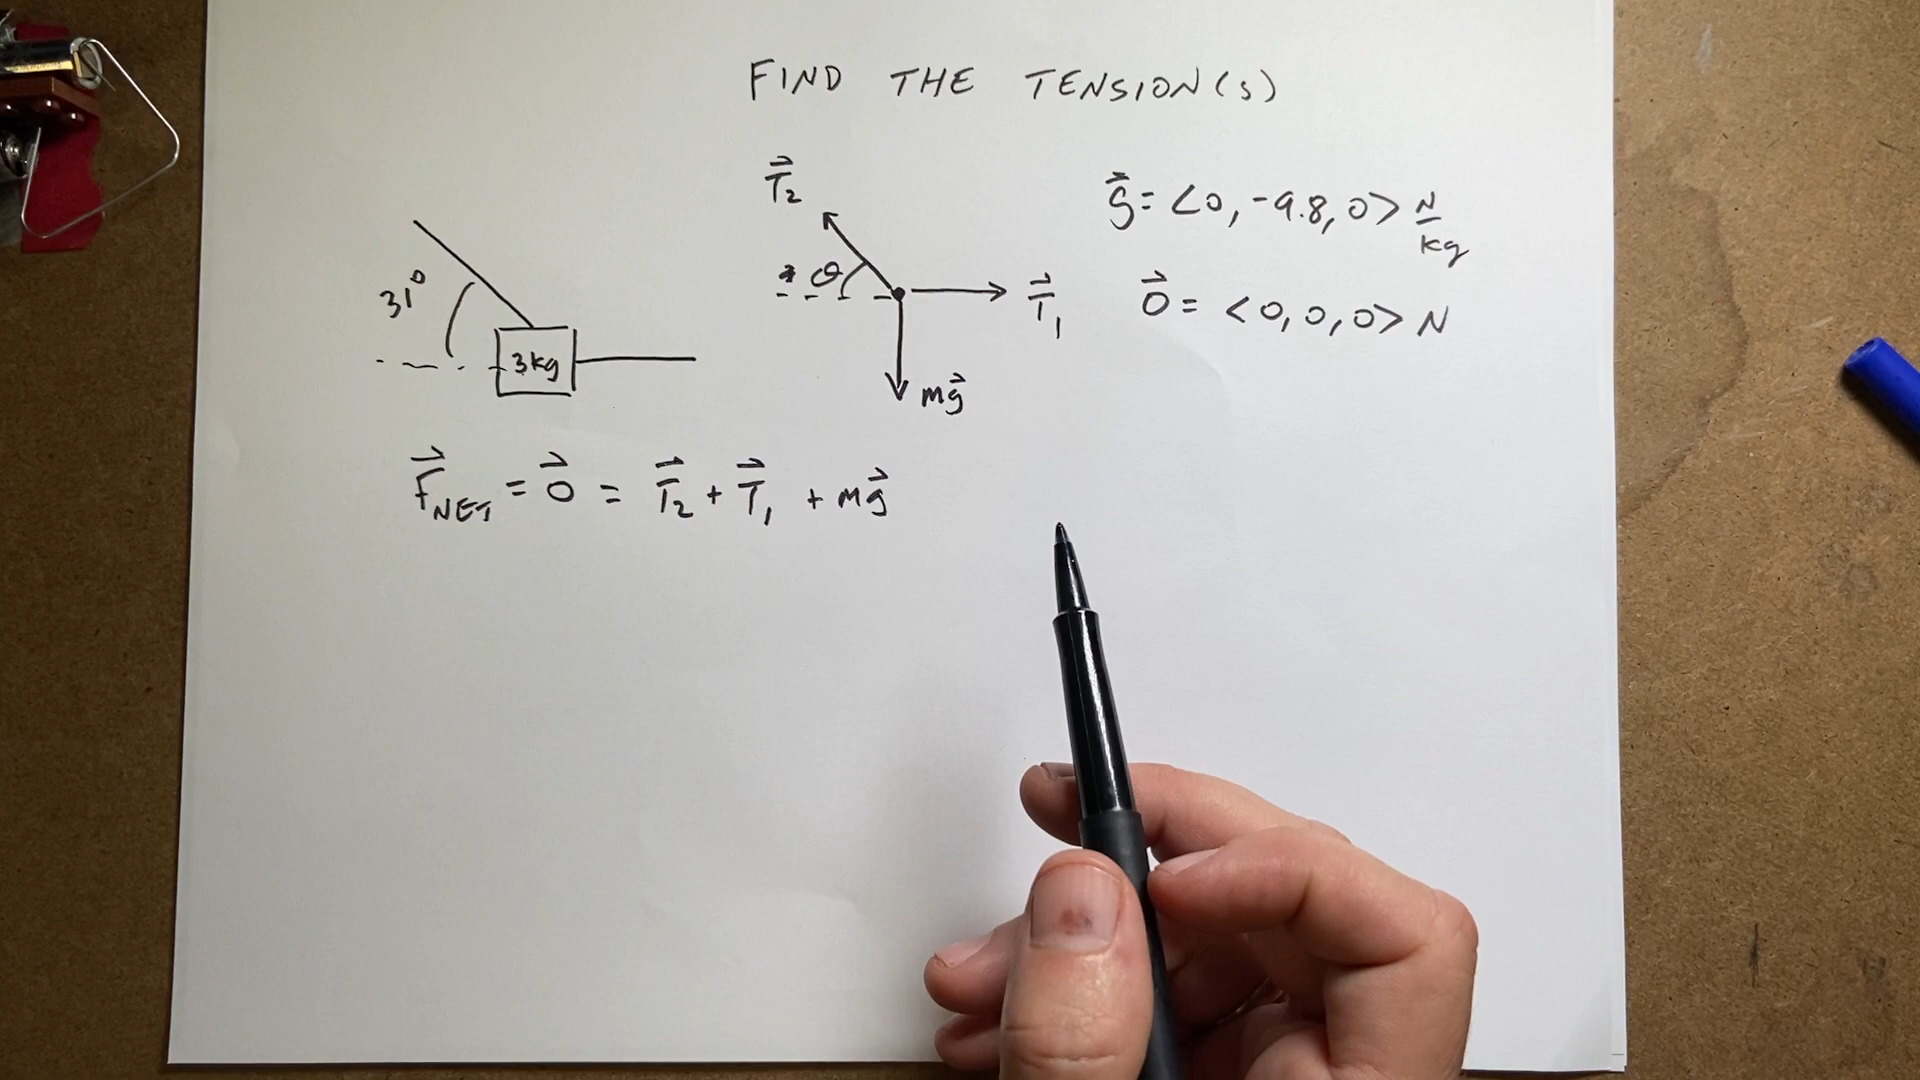 FIND THE TENSION(S)
T⃗₂
g⃗ = <0, -9.8, 0> N/kg
31°
θ
T⃗₁
0⃗ = <0, 0, 0> N
3kg
mg⃗
F⃗NET = 0⃗ = T⃗₂ + T⃗₁ + mg⃗